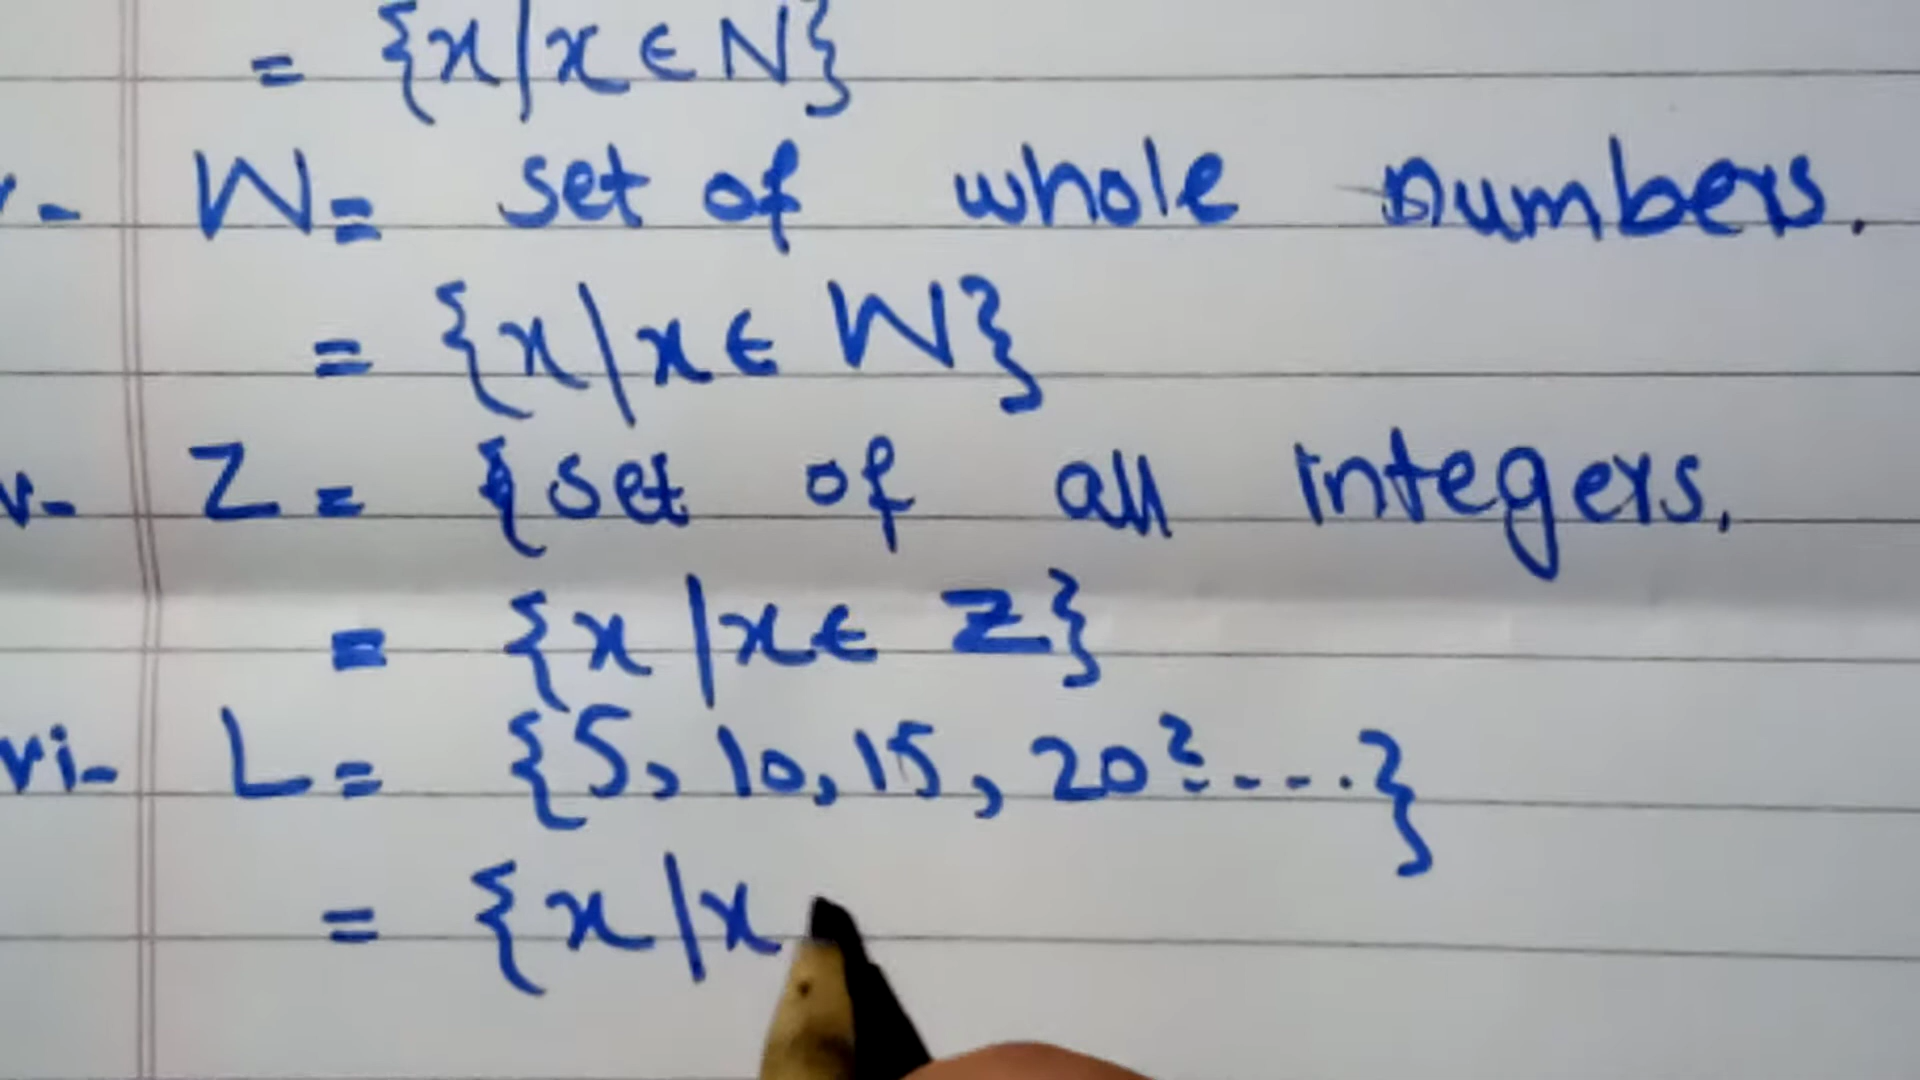 = {x/x ∈ N}
- W = set of whole numbers.
= {x\x ∈ W}
v- Z = {set of all integers.
= {x/x ∈ Z}
vi- L = {5, 10, 15, 20?....}
= {x/x